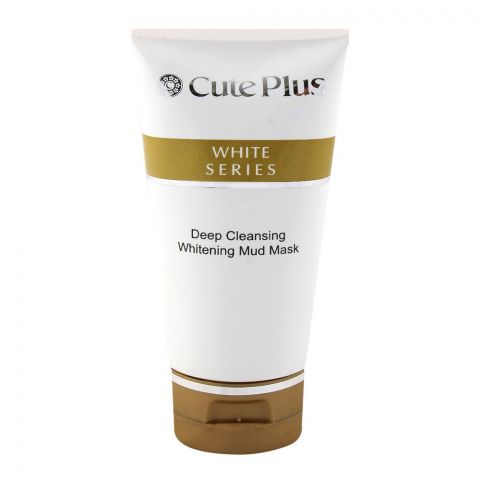 Cute Plus
WHITE
SERIES
Deep Cleansing
Whitening Mud Mask